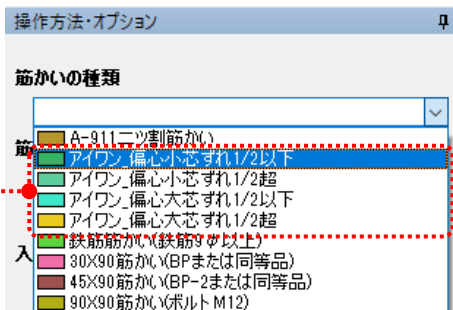 操作方法・オプション
筋かいの種類
筋
A-911二ツ割筋かい
アイワン_偏心小芯ずれ1/2以下
アイワン_偏心小芯ずれ1/2超
アイワン_偏心大芯ずれ1/2以下
アイワン_偏心大芯ずれ1/2超
鉄筋筋かい(鉄筋9φ以上)
入
30X90筋かい(BPまたは同等品)
45X90筋かい(BP-2または同等品)
90X90筋かい(ボルトM12)